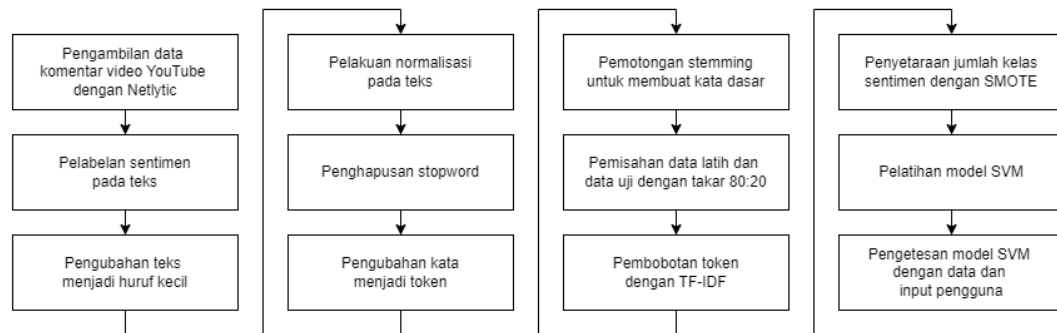 Pengambilan data
komentar video YouTube
dengan Netlytic
Pelabelan sentimen
pada teks
Pengubahan teks
menjadi huruf kecil
Pelakuan normalisasi
pada teks
Penghapusan stopword
Pengubahan kata
menjadi token
Pemotongan stemming
untuk membuat kata dasar
Pemisahan data latih dan
data uji dengan takar 80:20
Pembobotan token
dengan TF-IDF
Penyetaraan jumlah kelas
sentimen dengan SMOTE
Pelatihan model SVM
Pengetesan model SVM
dengan data dan
input pengguna